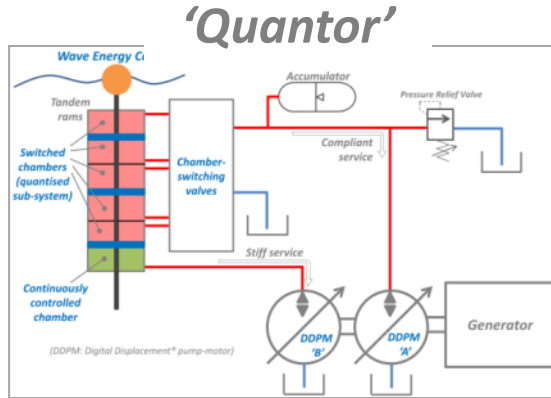 ‘Quantor’
Wave Energy Co
Accumulator
Pressure Relief Valve
Tandem
rams
Switched
chambers
(quantised
sub-system)
Chamber-
switching
valves
Compliant
service
Stiff service
Continuously
controlled
chamber
DDPM
‘B’
DDPM
‘A’
Generator
(DDPM: Digital Displacement® pump-motor)